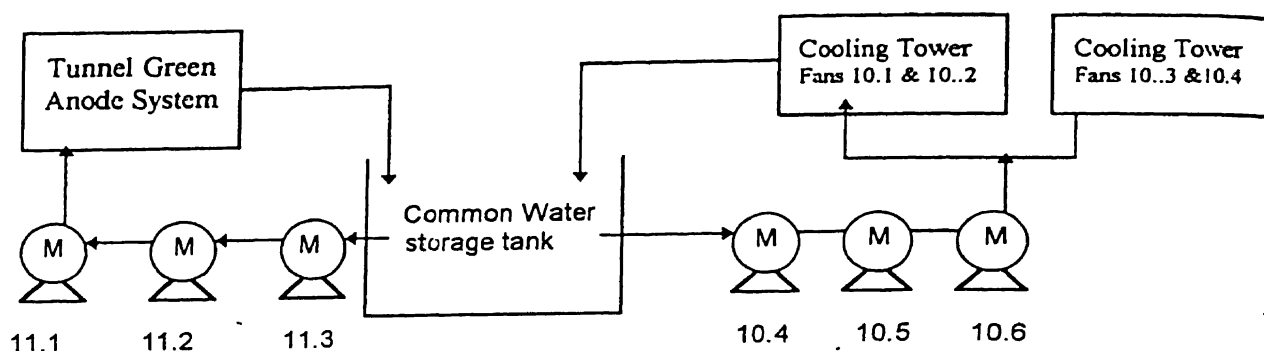 Tunnel Green
Anode System
Cooling Tower
Fans 10.1 & 10..2
Cooling Tower
Fans 10..3 &10.4
Common Water
storage tank
M
M
M
M
M
M
11.1
11.2
11.3
10.4
10.5
10.6